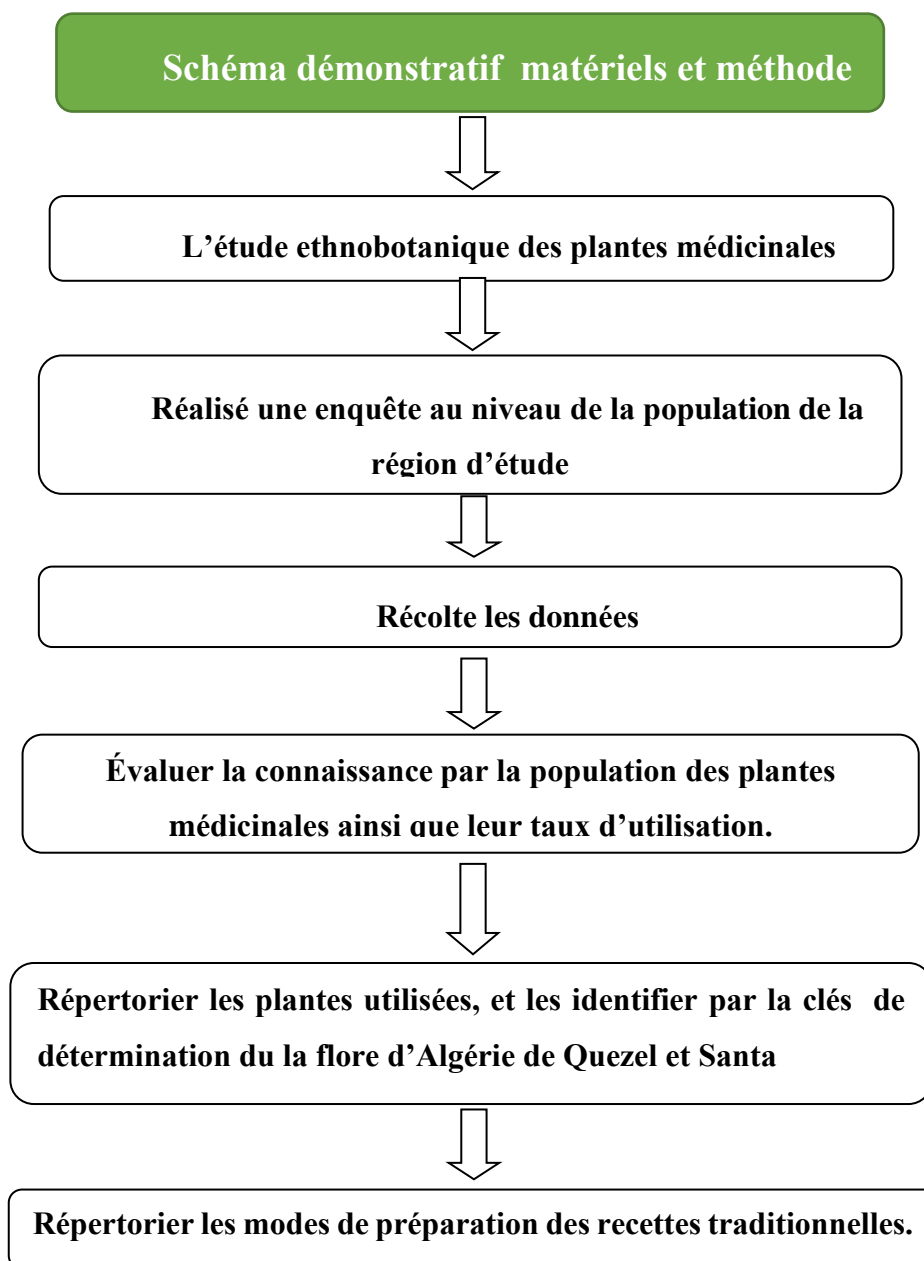 Schéma démonstratif matériels et méthode
L’étude ethnobotanique des plantes médicinales
Réalisé une enquête au niveau de la population de la
région d’étude
Récolte les données
Évaluer la connaissance par la population des plantes
médicinales ainsi que leur taux d’utilisation.
Répertorier les plantes utilisées, et les identifier par la clés de
détermination du la flore d’Algérie de Quezel et Santa
Répertorier les modes de préparation des recettes traditionnelles.